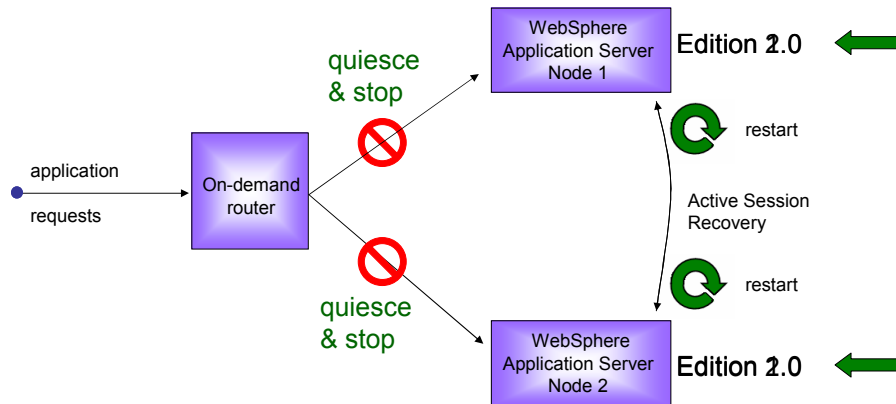 WebSphere
Application Server
Node 1
Edition
quiesce
& stop
restart
application
requests
On-demand
router
Active Session
Recovery
restart
quiesce
& stop
WebSphere
Application Server
Node 2
Edition